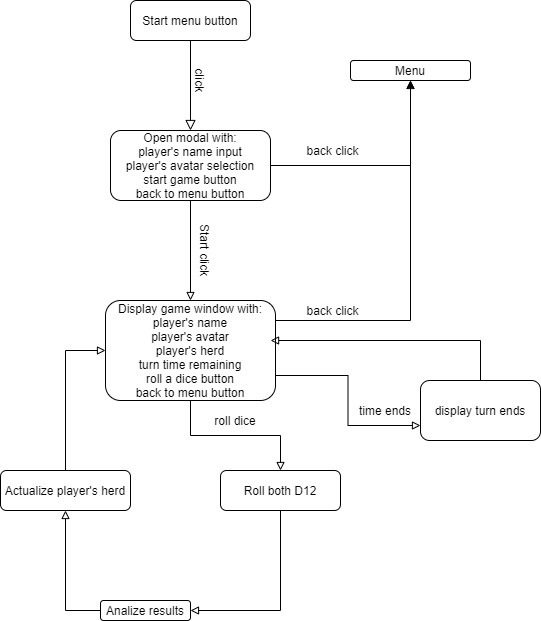 Start menu button
click
Menu
Open modal with:
player's name input
player's avatar selection
start game button
back to menu button
back click
Start click
Display game window with:
player's name
player's avatar
player's herd
turn time remaining
roll a dice button
back to menu button
back click
time ends
display turn ends
roll dice
Actualize player's herd
Roll both D12
Analize results